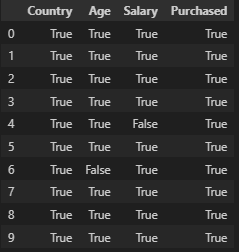 Country Age Salary Purchased
0 True True True True
1 True True True True
2 True True True True
3 True True True True
4 True True False True
5 True True True True
6 True False True True
7 True True True True
8 True True True True
9 True True True True